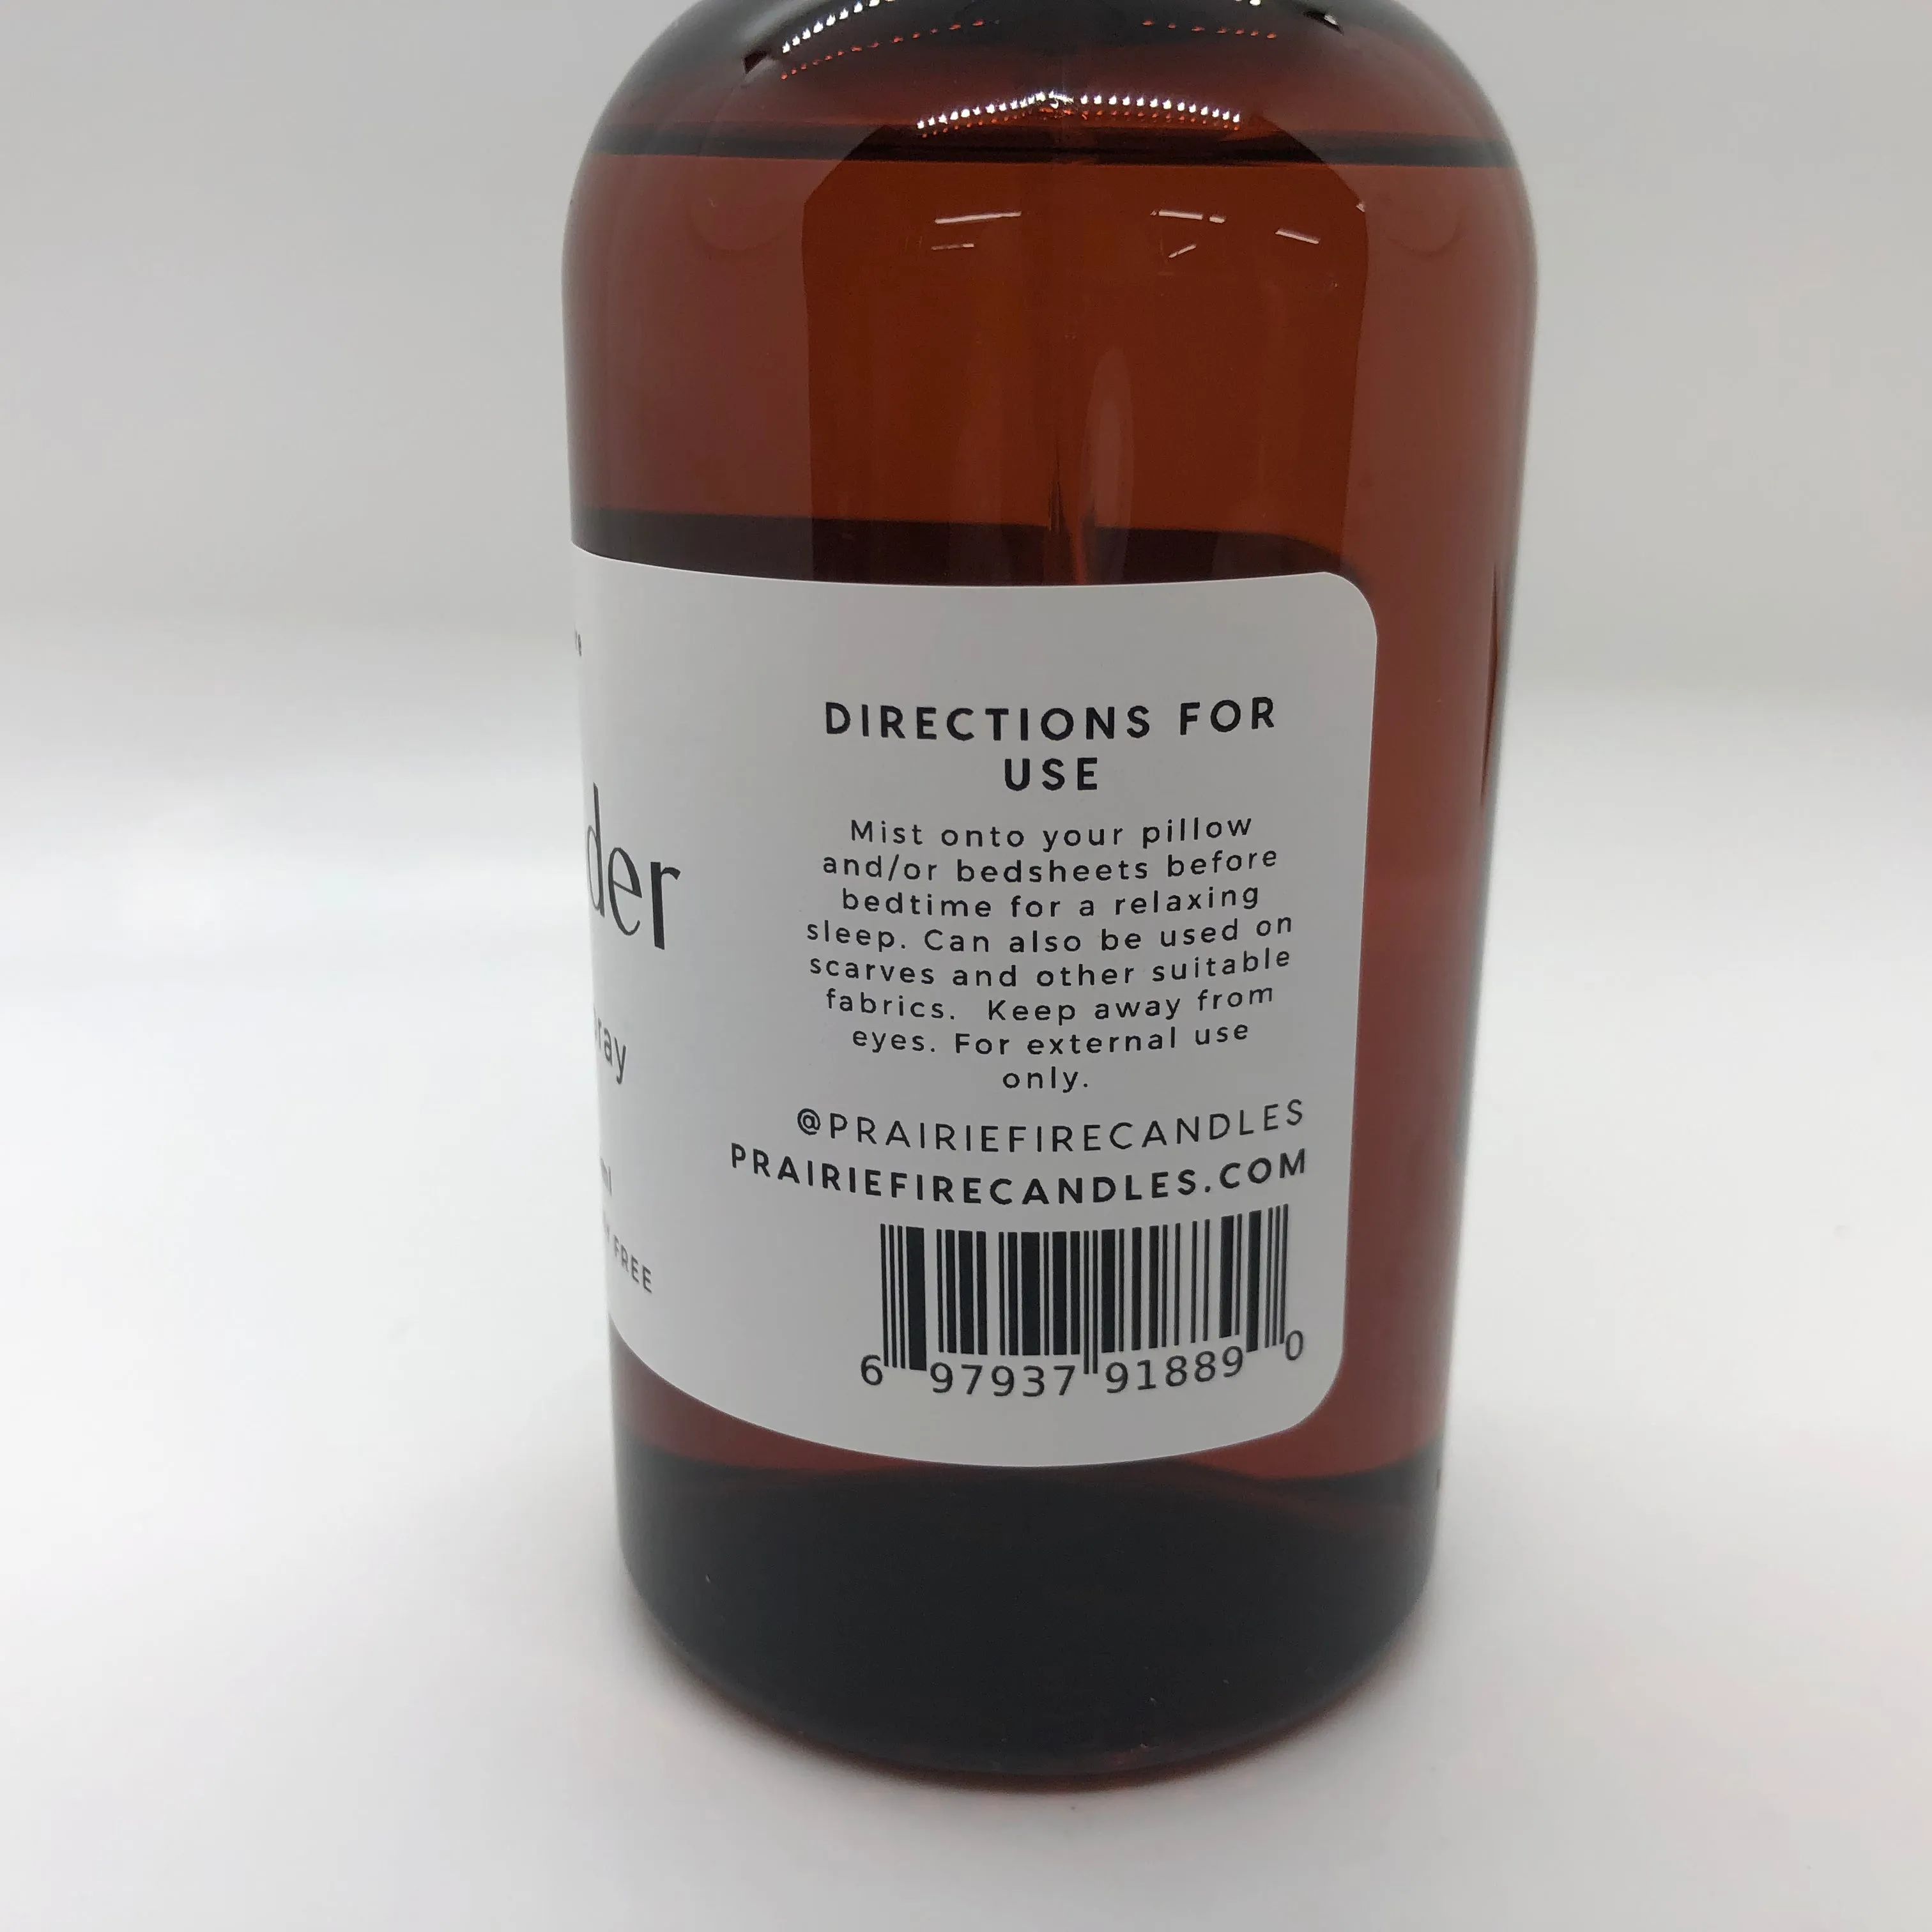 DIRECTIONS FOR
USE
Mist onto your pillow
and/or bedsheets before
bedtime for a relaxing
sleep. Can also be used on
scarves and other suitable
fabrics. Keep away from
eyes. For external use
only.
@PRAIRIEFIRECANDLES
PRAIRIEFIRECANDLES.COM
6 97937 91889 0
der
ray
ml
FREE